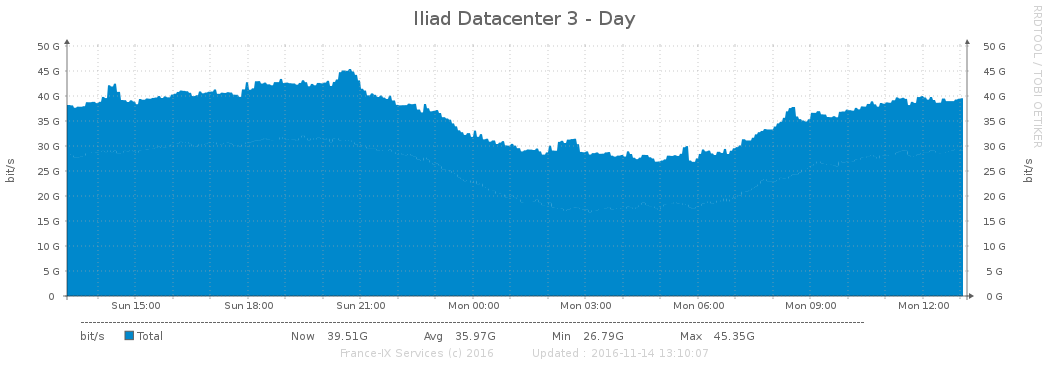 Iliad Datacenter 3 - Day
RRDTOOL / TOBI OETIKER
bit/s
50 G
45 G
40 G
35 G
30 G
25 G
20 G
15 G
10 G
5 G
0
50 G
45 G
40 G
35 G
30 G
25 G
20 G
15 G
10 G
5 G
0 G
bit/s
Sun 15:00 Sun 18:00 Sun 21:00 Mon 00:00 Mon 03:00 Mon 06:00 Mon 09:00 Mon 12:00
bit/s Total Now 39.51G Avg 35.97G Min 26.79G Max 45.35G
France-IX Services (c) 2016 Updated : 2016-11-14 13:10:07